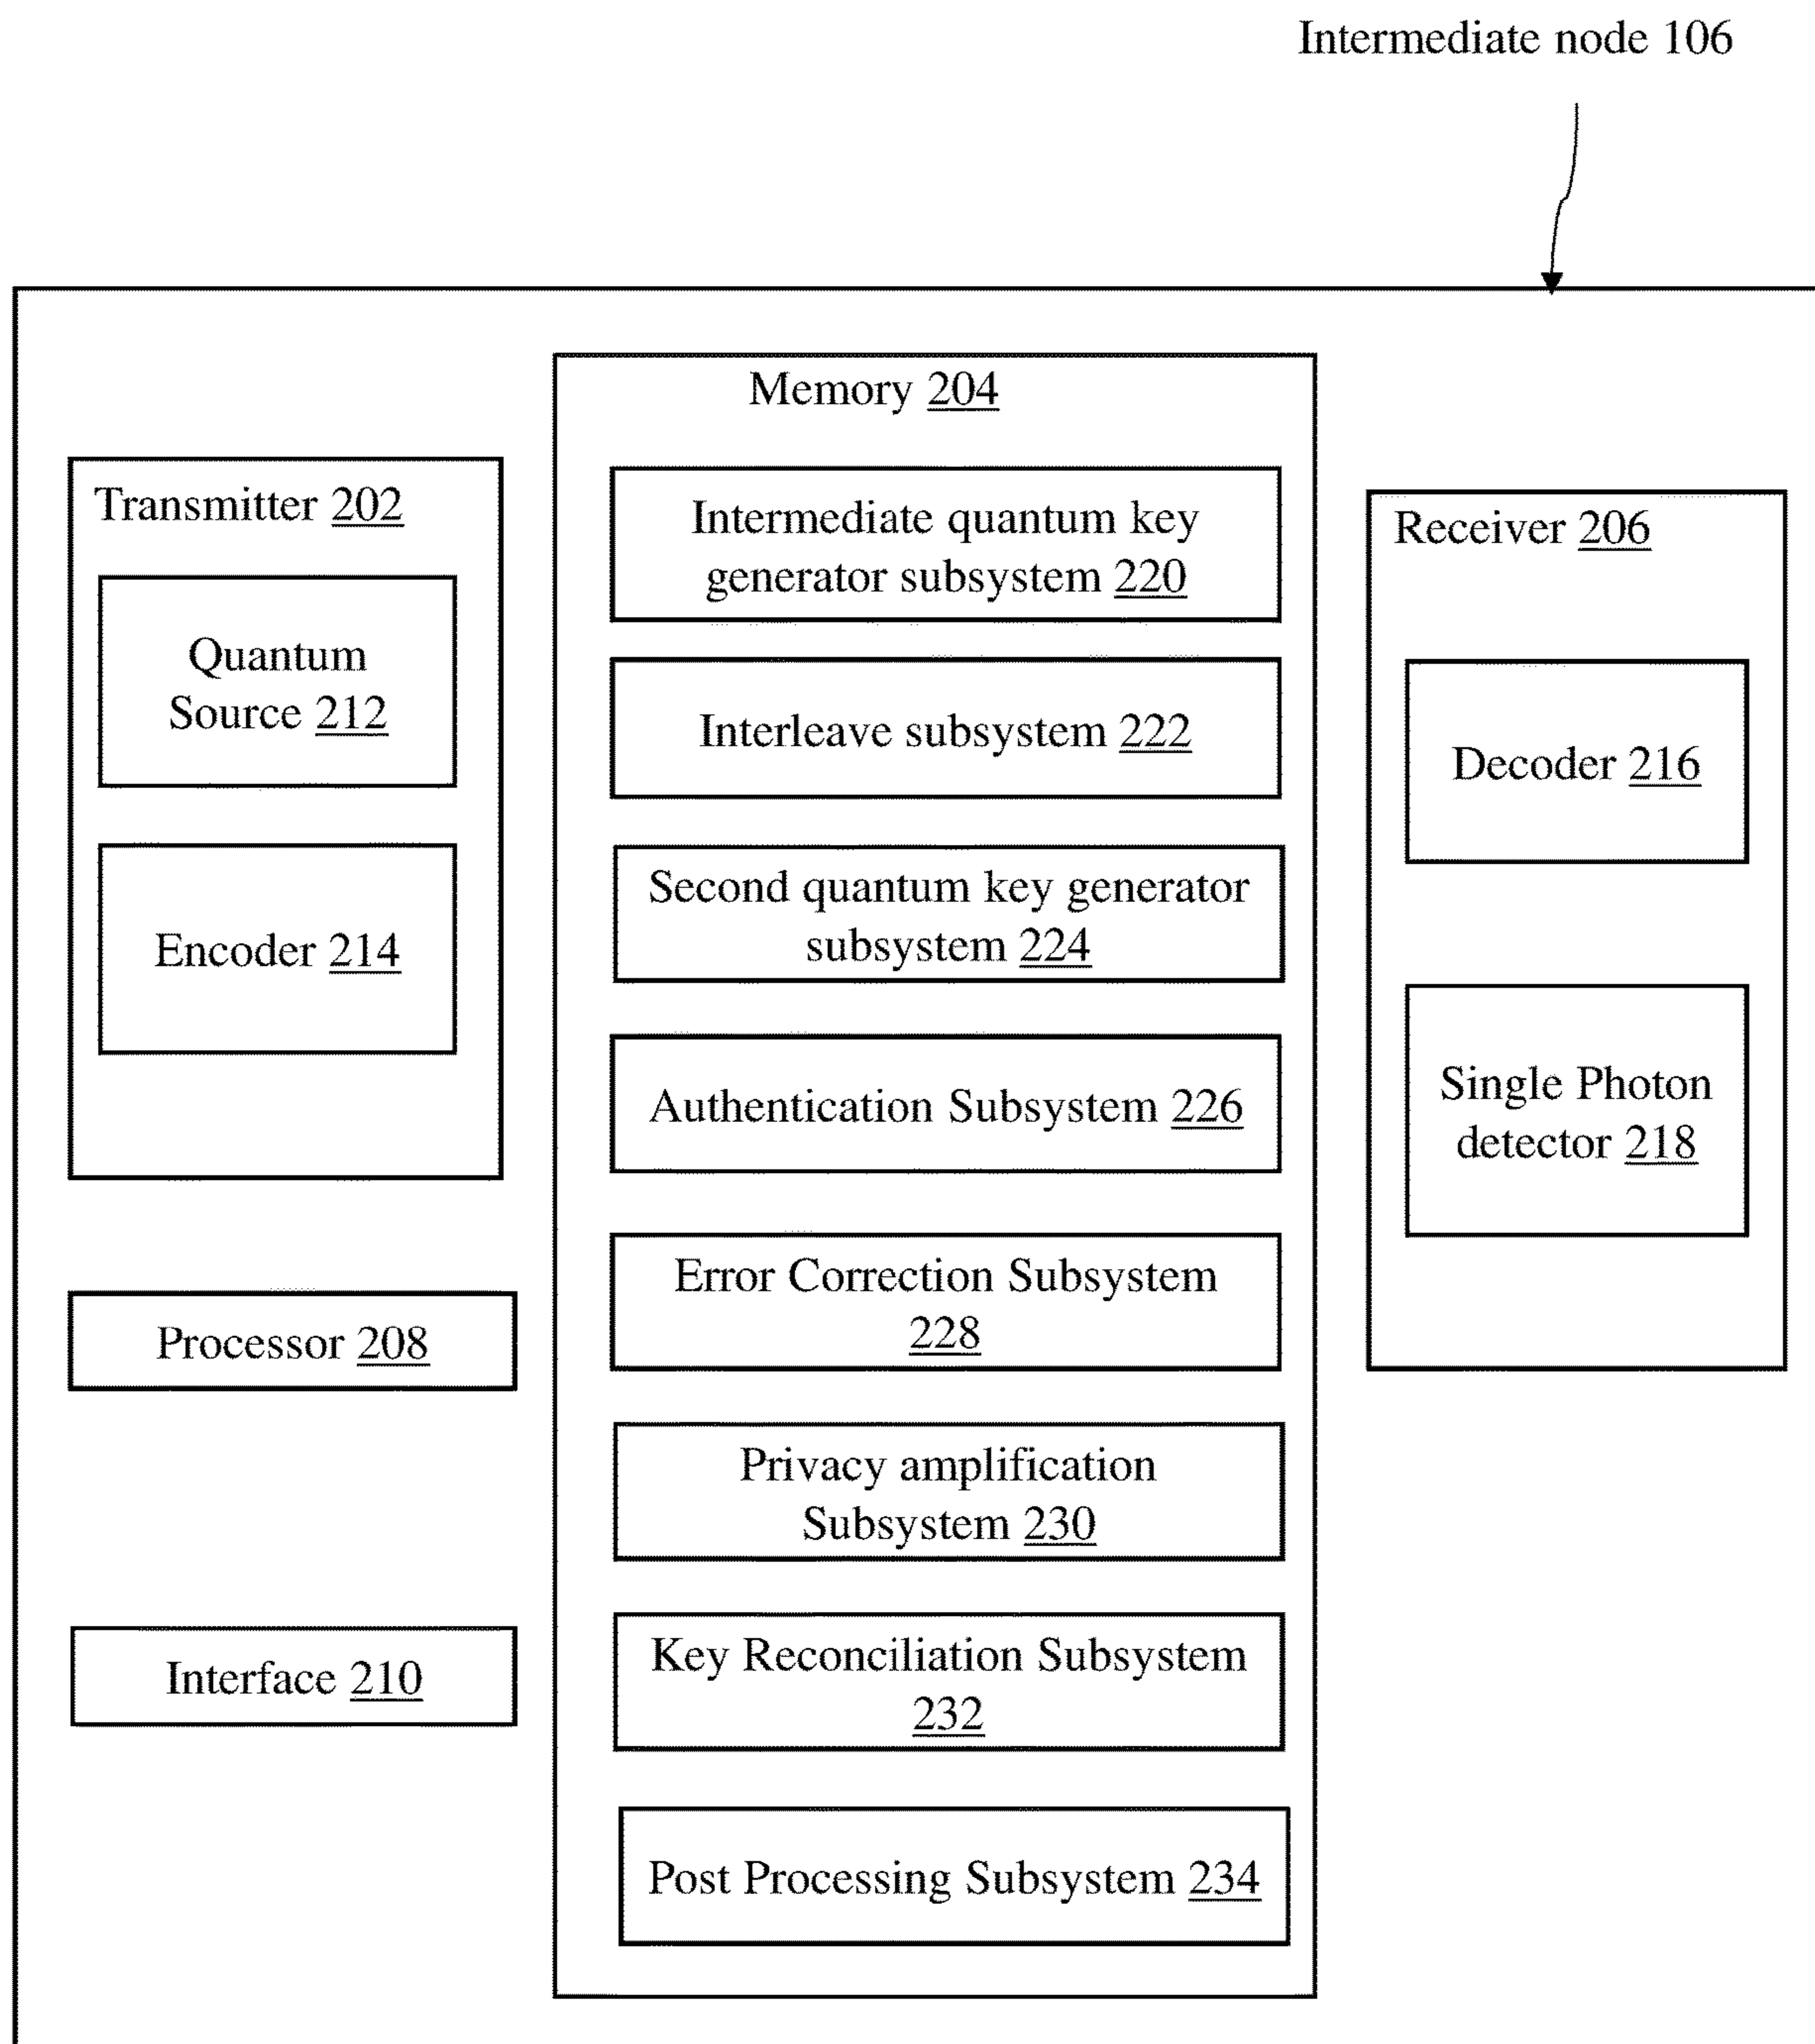 Intermediate node 106
Transmitter 202
Quantum
Source 212
Encoder 214
Processor 208
Interface 210
Memory 204
Intermediate quantum key
generator subsystem 220
Interleave subsystem 222
Second quantum key generator
subsystem 224
Authentication Subsystem 226
Error Correction Subsystem
228
Privacy amplification
Subsystem 230
Key Reconciliation Subsystem
232
Post Processing Subsystem 234
Receiver 206
Decoder 216
Single Photon
detector 218